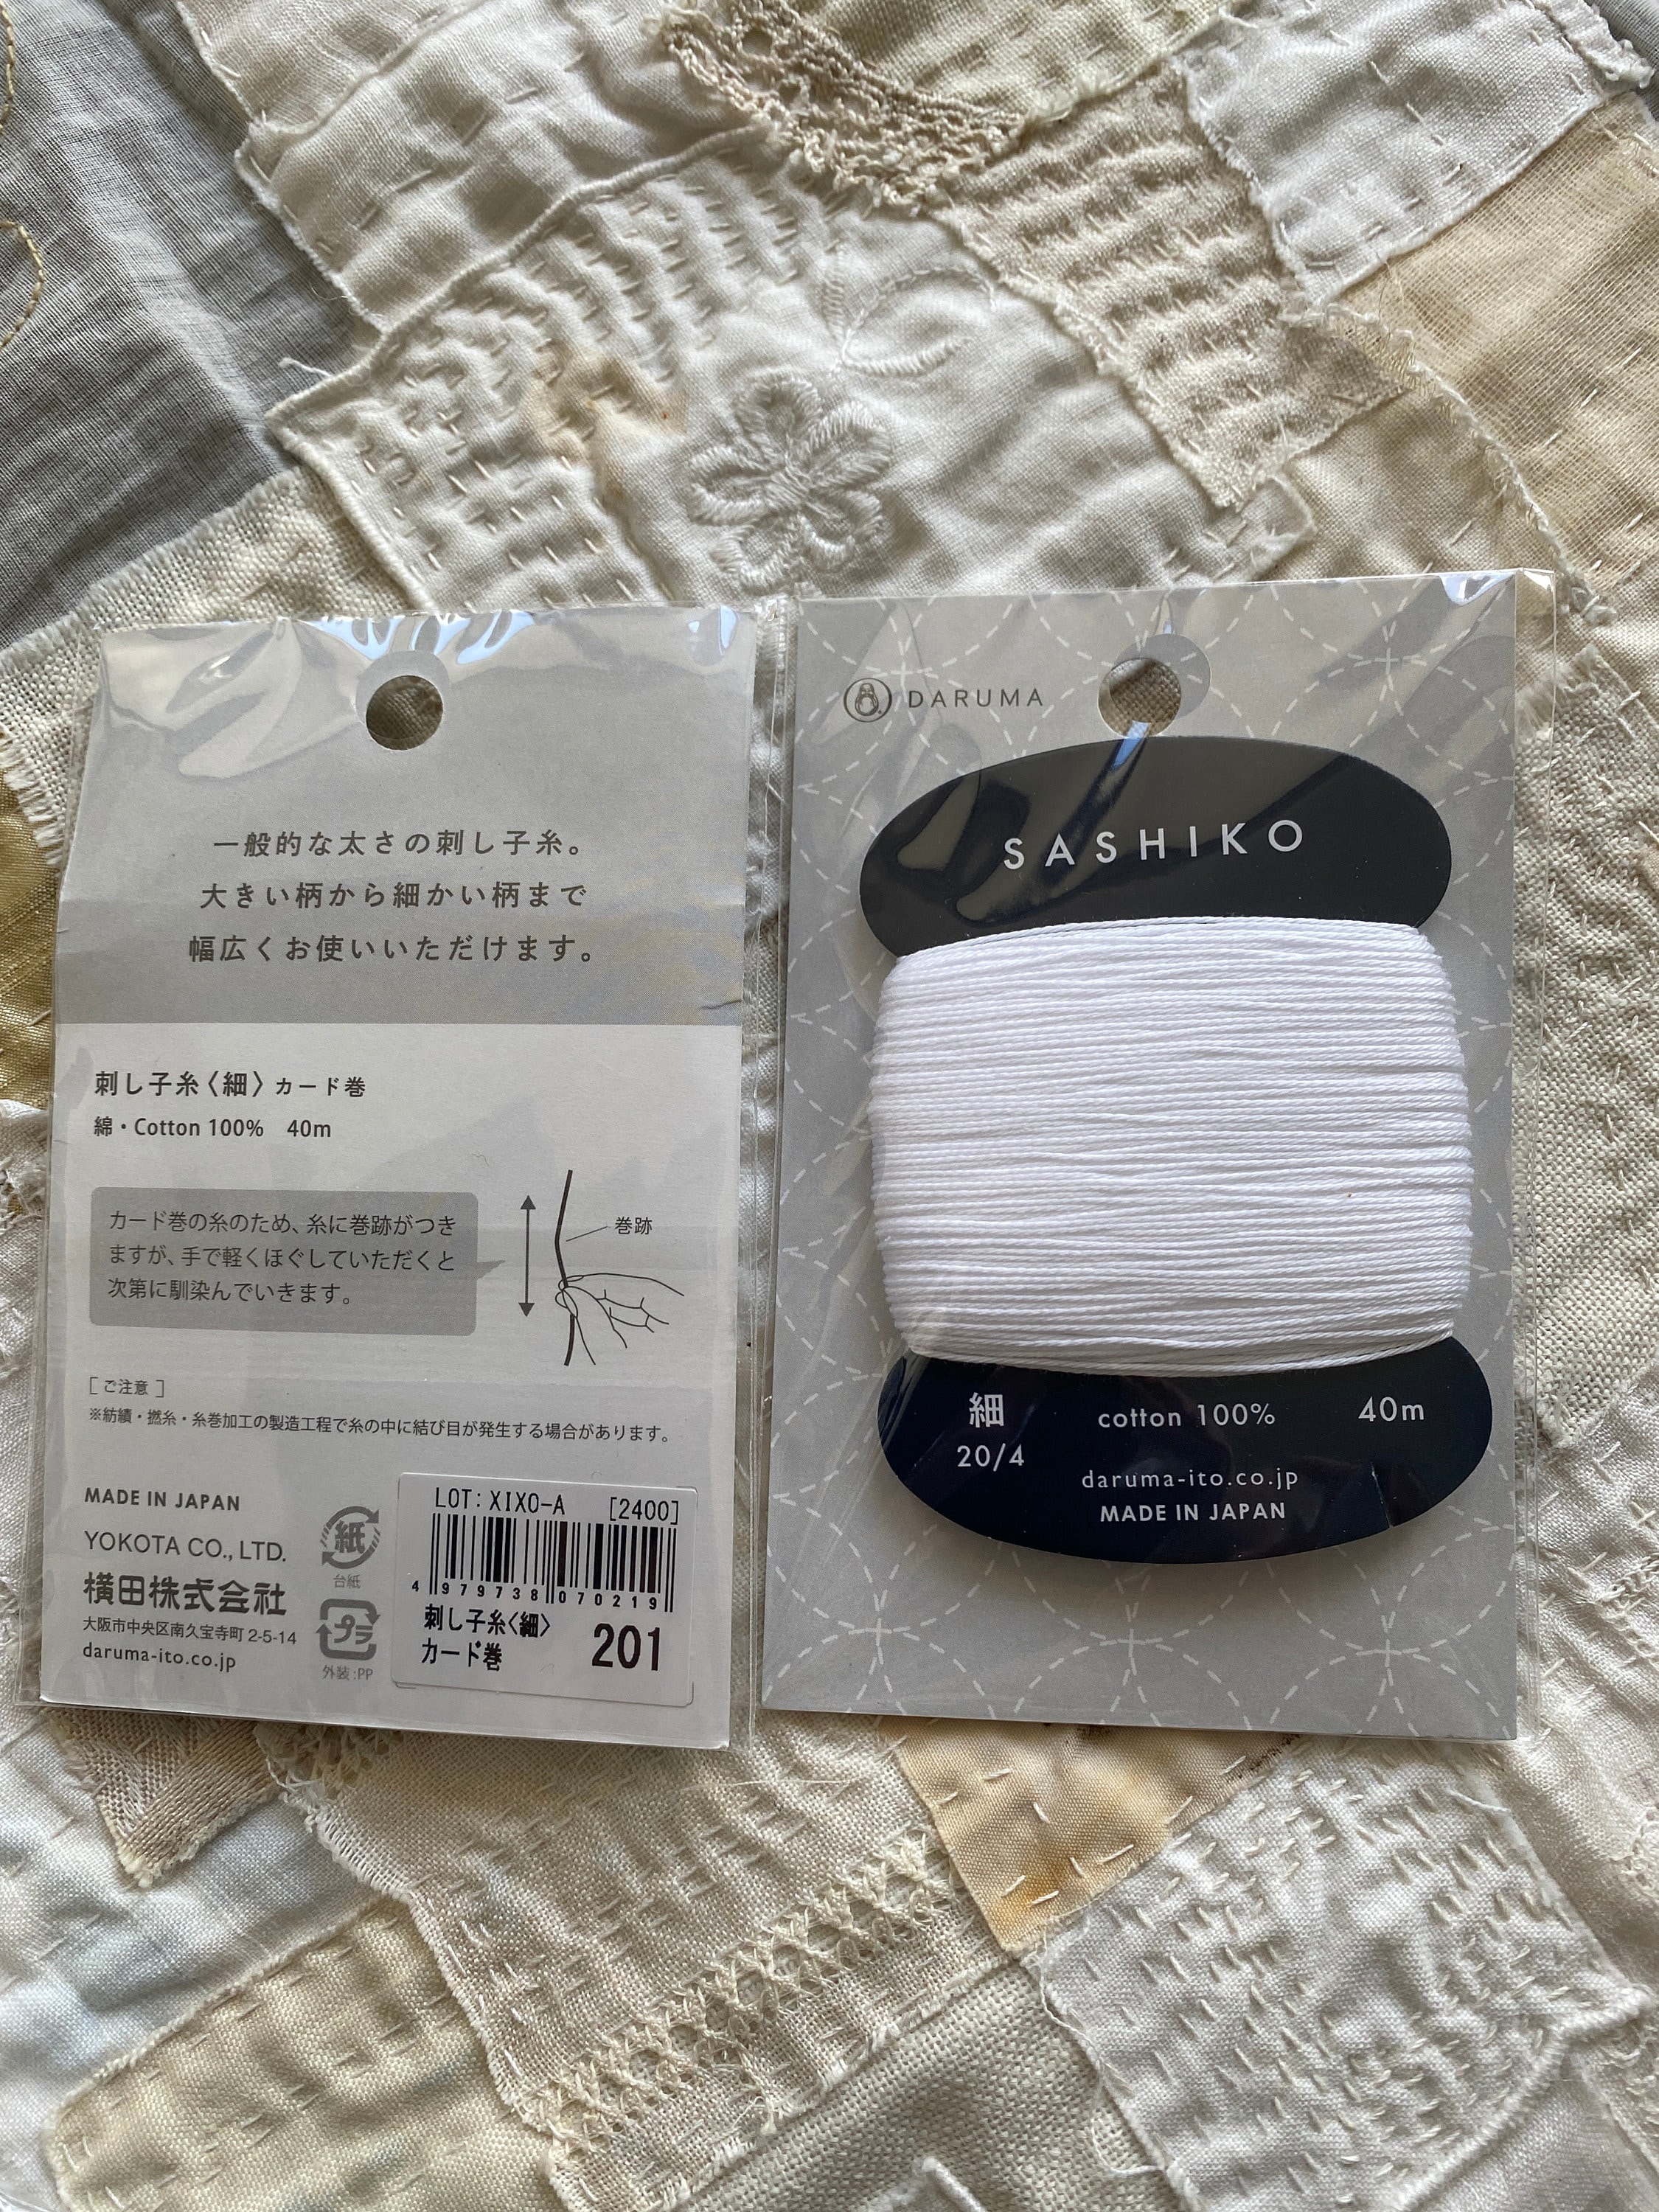 一般的な太さの刺し子糸。
大きい柄から細かい柄まで
幅広くお使いいただけます。
刺し子糸〈細〉カード巻
綿・Cotton 100% 40m
カード巻の糸のため、糸に巻跡がつき
ますが、手で軽くほぐしていただくと
次第に馴染んでいきます。
巻跡
[ ご注意 ]
※紡績・撚糸・糸巻加工の製造工程で糸の中に結び目が発生する場合があります。
MADE IN JAPAN
YOKOTA CO., LTD.
横田株式会社
大阪市中央区南久宝寺町 2-5-14
daruma-ito.co.jp
紙
台紙
プラ
外装:PP
LOT: XIXO-A [2400]
4 979738 070219
刺し子糸〈細〉
カード巻
201
DARUMA
SASHIKO
細
20/4
cotton 100%
40m
daruma-ito.co.jp
MADE IN JAPAN